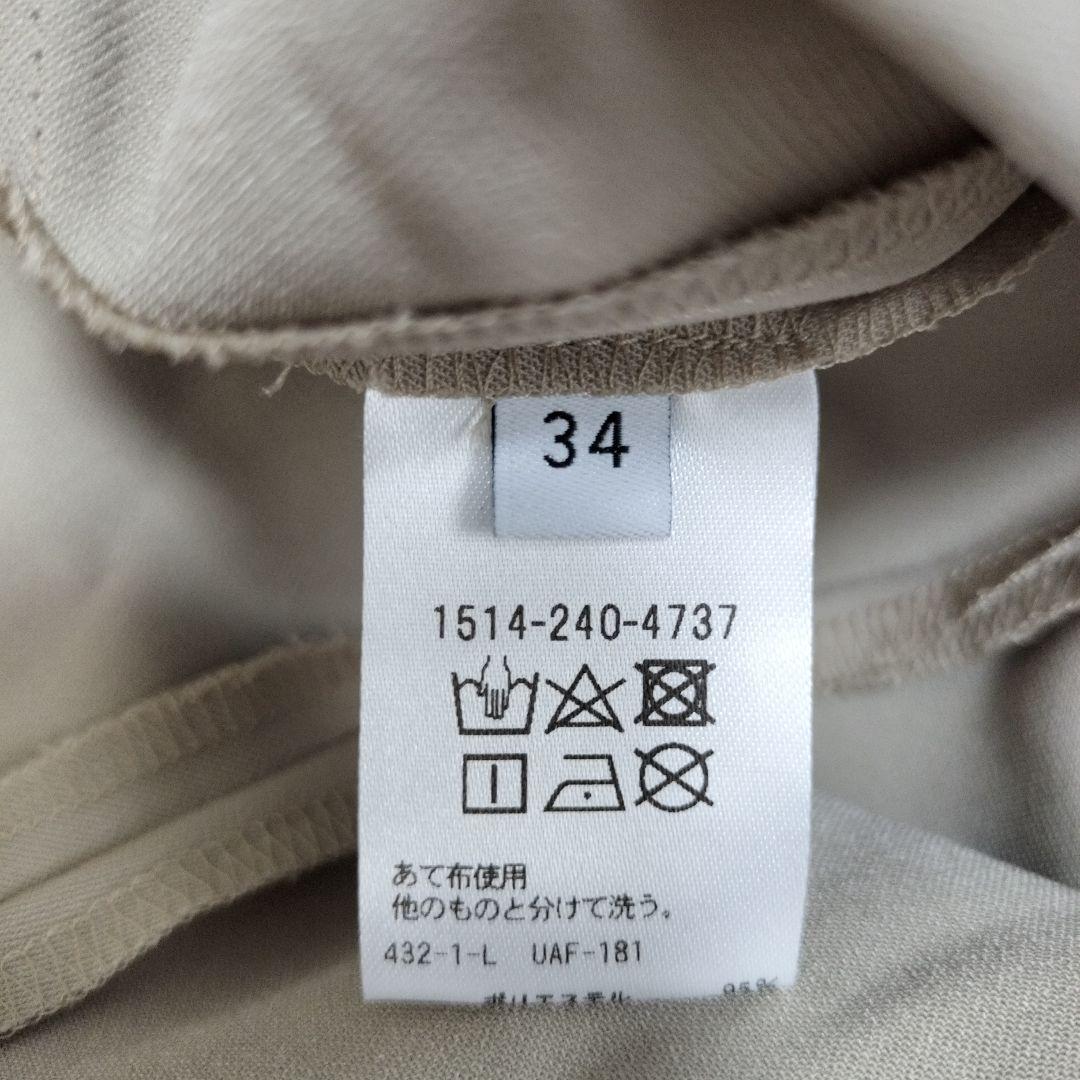 34
1514-240-4737
あて布使用
他のものと分けて洗う。
432-1-L UAF-181